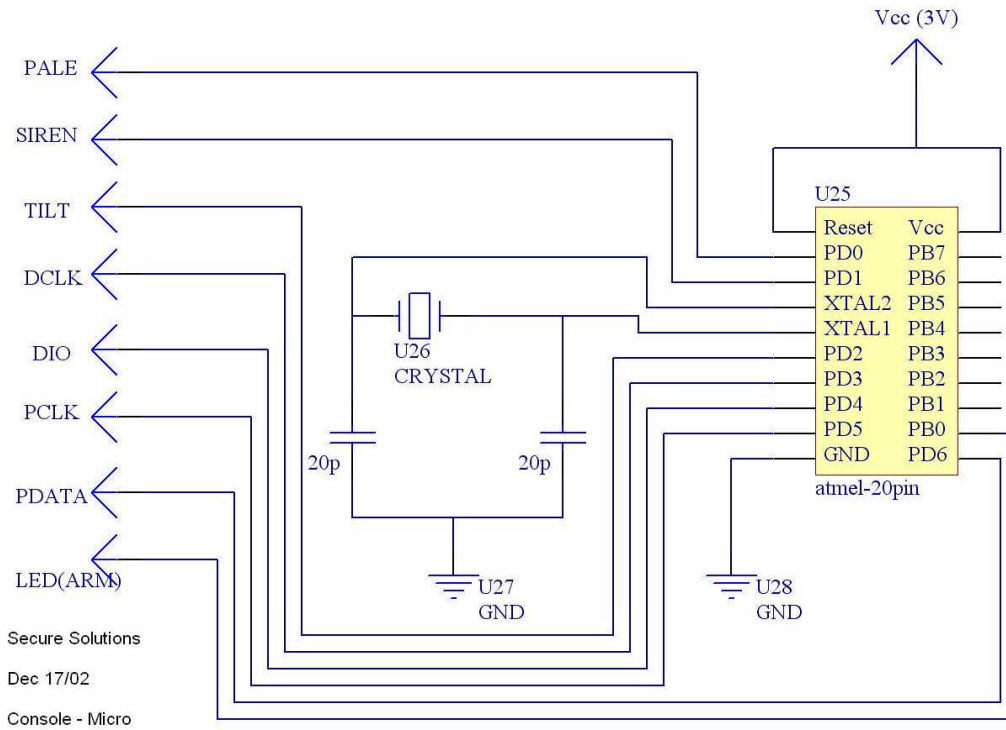 Vcc (3V)
PALE
SIREN
TILT
DCLK
DIO
PCLK
PDATA
LED(ARM)
U25
Reset Vcc
PD0 PB7
PD1 PB6
XTAL2 PB5
XTAL1 PB4
PD2 PB3
PD3 PB2
PD4 PB1
PD5 PB0
GND PD6
atmel-20pin
U26
CRYSTAL
20p
20p
U27
GND
U28
GND
Secure Solutions
Dec 17/02
Console - Micro